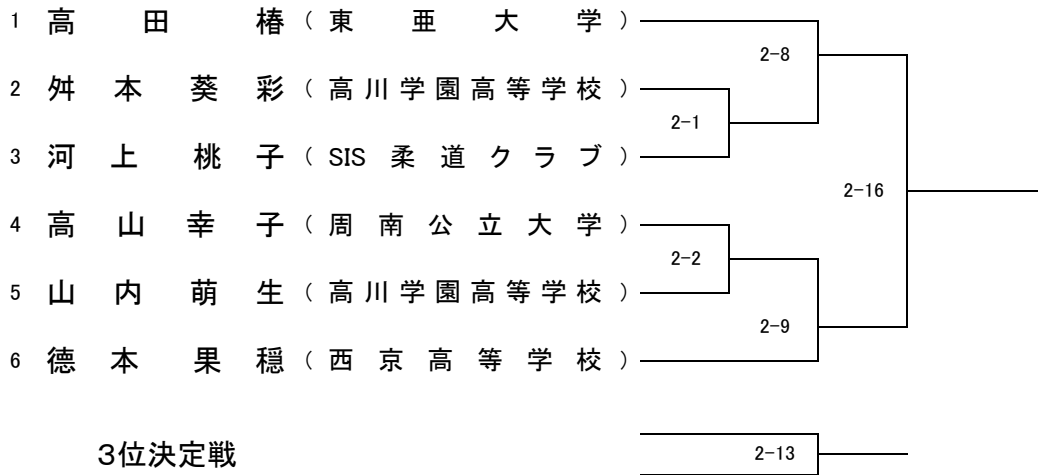 1 高田椿（東亜大学）
2-8
2 舛本葵彩（高川学園高等学校）
2-1
3 河上桃子（SIS柔道クラブ）
2-16
4 高山幸子（周南公立大学）
2-2
5 山内萌生（高川学園高等学校）
2-9
6 德本果穏（西京高等学校）
3位決定戦
2-13